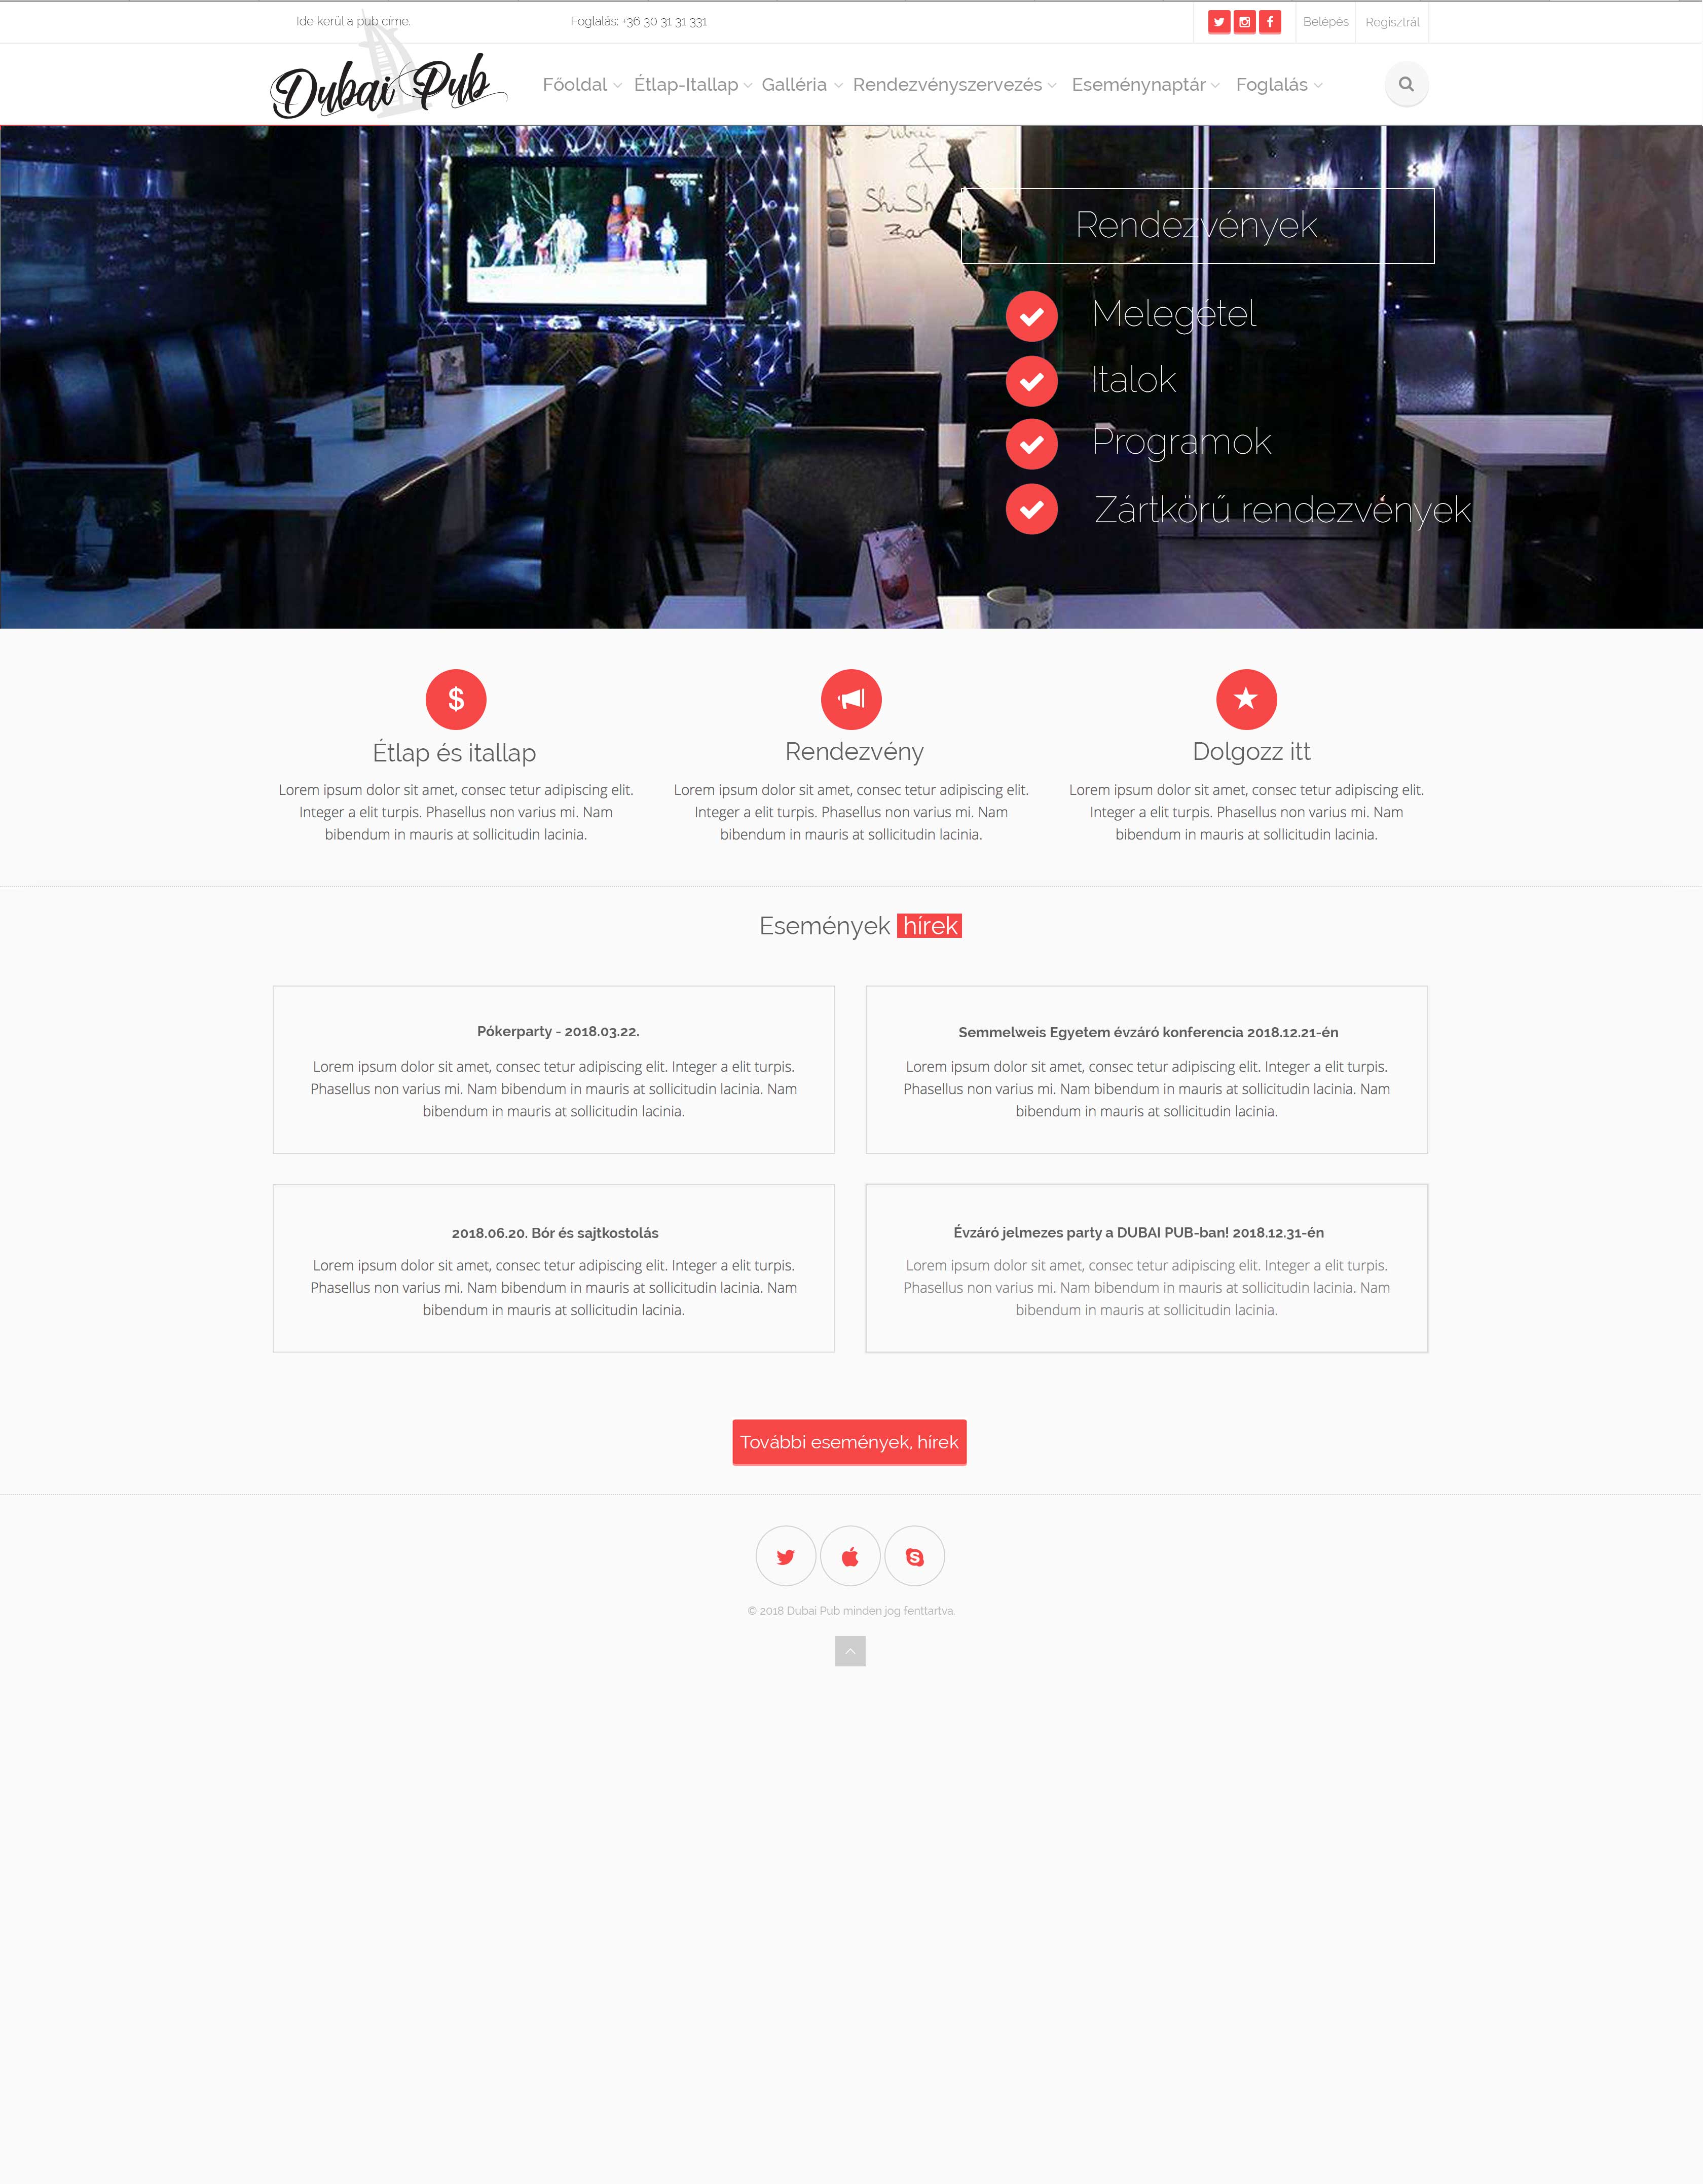 Ide kerül a pub címe.
Foglalás: +36 30 31 31 331
Belépés
Regisztrál
Dubai Pub
Főoldal
Étlap-Itallap
Galléria
Rendezvényszervezés
Eseménynaptár
Foglalás
Dubai
&
ShiSh
Bar
Rendezvények
Melegétel
Italok
Programok
Zártkörű rendezvények
Étlap és itallap
Lorem ipsum dolor sit amet, consec tetur adipiscing elit.
Integer a elit turpis. Phasellus non varius mi. Nam
bibendum in mauris at sollicitudin lacinia.
Rendezvény
Lorem ipsum dolor sit amet, consec tetur adipiscing elit.
Integer a elit turpis. Phasellus non varius mi. Nam
bibendum in mauris at sollicitudin lacinia.
Dolgozz itt
Lorem ipsum dolor sit amet, consec tetur adipiscing elit.
Integer a elit turpis. Phasellus non varius mi. Nam
bibendum in mauris at sollicitudin lacinia.
Események hírek
Pókerparty - 2018.03.22.
Lorem ipsum dolor sit amet, consec tetur adipiscing elit. Integer a elit turpis.
Phasellus non varius mi. Nam bibendum in mauris at sollicitudin lacinia. Nam
bibendum in mauris at sollicitudin lacinia.
Semmelweis Egyetem évzáró konferencia 2018.12.21-én
Lorem ipsum dolor sit amet, consec tetur adipiscing elit. Integer a elit turpis.
Phasellus non varius mi. Nam bibendum in mauris at sollicitudin lacinia. Nam
bibendum in mauris at sollicitudin lacinia.
2018.06.20. Bór és sajtkostolás
Lorem ipsum dolor sit amet, consec tetur adipiscing elit. Integer a elit turpis.
Phasellus non varius mi. Nam bibendum in mauris at sollicitudin lacinia. Nam
bibendum in mauris at sollicitudin lacinia.
Évzáró jelmezes party a DUBAI PUB-ban! 2018.12.31-én
Lorem ipsum dolor sit amet, consec tetur adipiscing elit. Integer a elit turpis.
Phasellus non varius mi. Nam bibendum in mauris at sollicitudin lacinia. Nam
bibendum in mauris at sollicitudin lacinia.
További események, hírek
© 2018 Dubai Pub minden jog fenttartva.